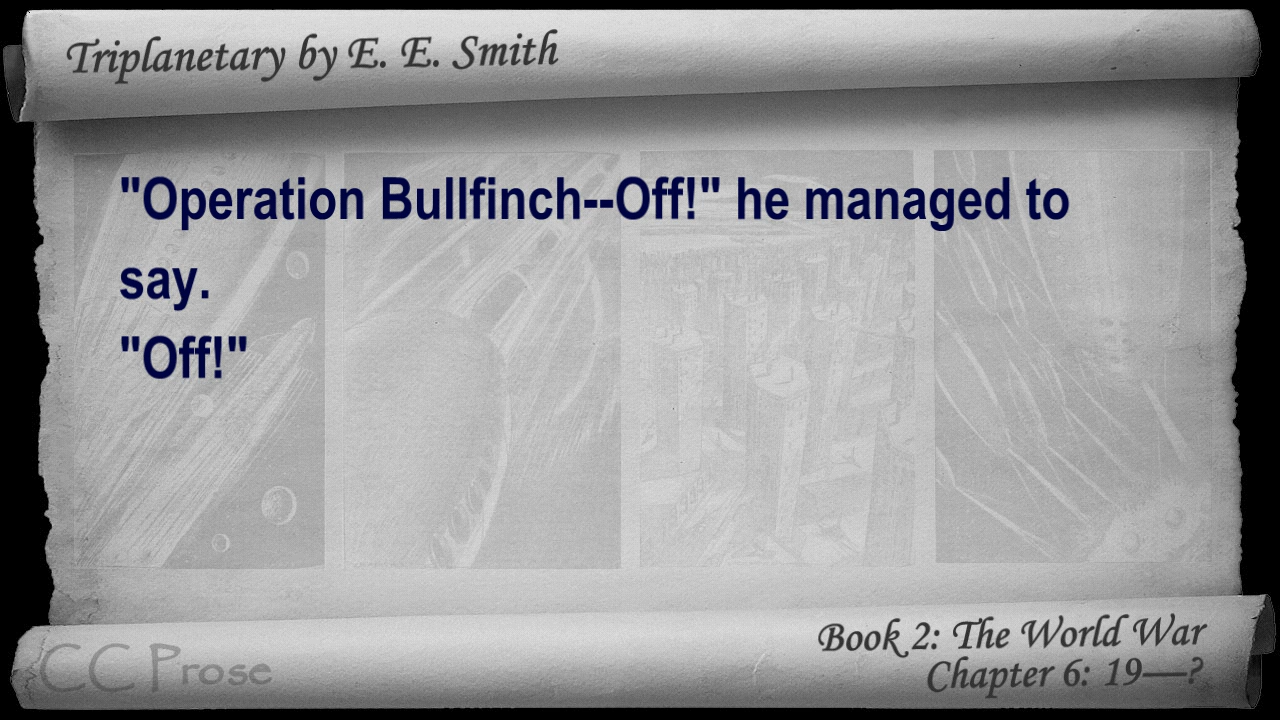 Triplanetary by E. E. Smith
"Operation Bullfinch--Off!" he managed to
say.
"Off!"
Book 2: The World War
Chapter 6: 19—?
CC Prose